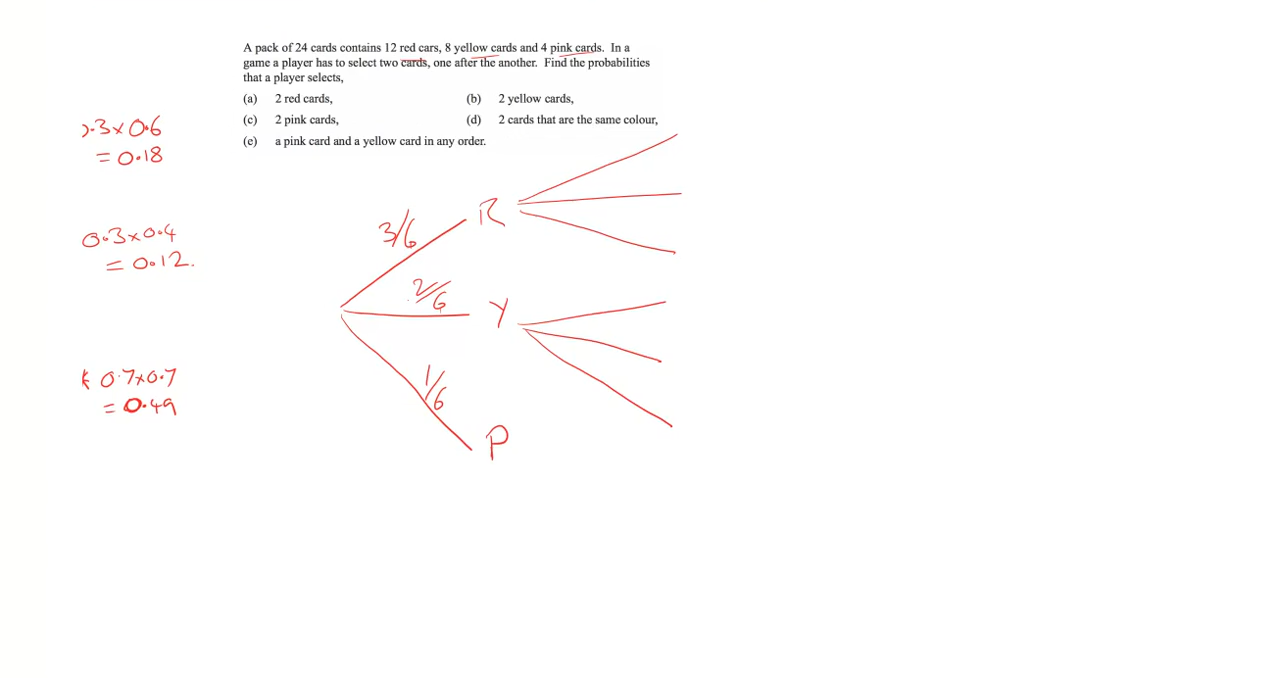 A pack of 24 cards contains 12 red cars, 8 yellow cards and 4 pink cards. In a
game a player has to select two cards, one after the another. Find the probabilities
that a player selects,
(a) 2 red cards, (b) 2 yellow cards,
(c) 2 pink cards, (d) 2 cards that are the same colour,
(e) a pink card and a yellow card in any order.
.3×0.6
= 0.18
0.3×0.4
= 0.12.
0.7×0.7
= 0.49
3/6
R
2/6
Y
1/6
P